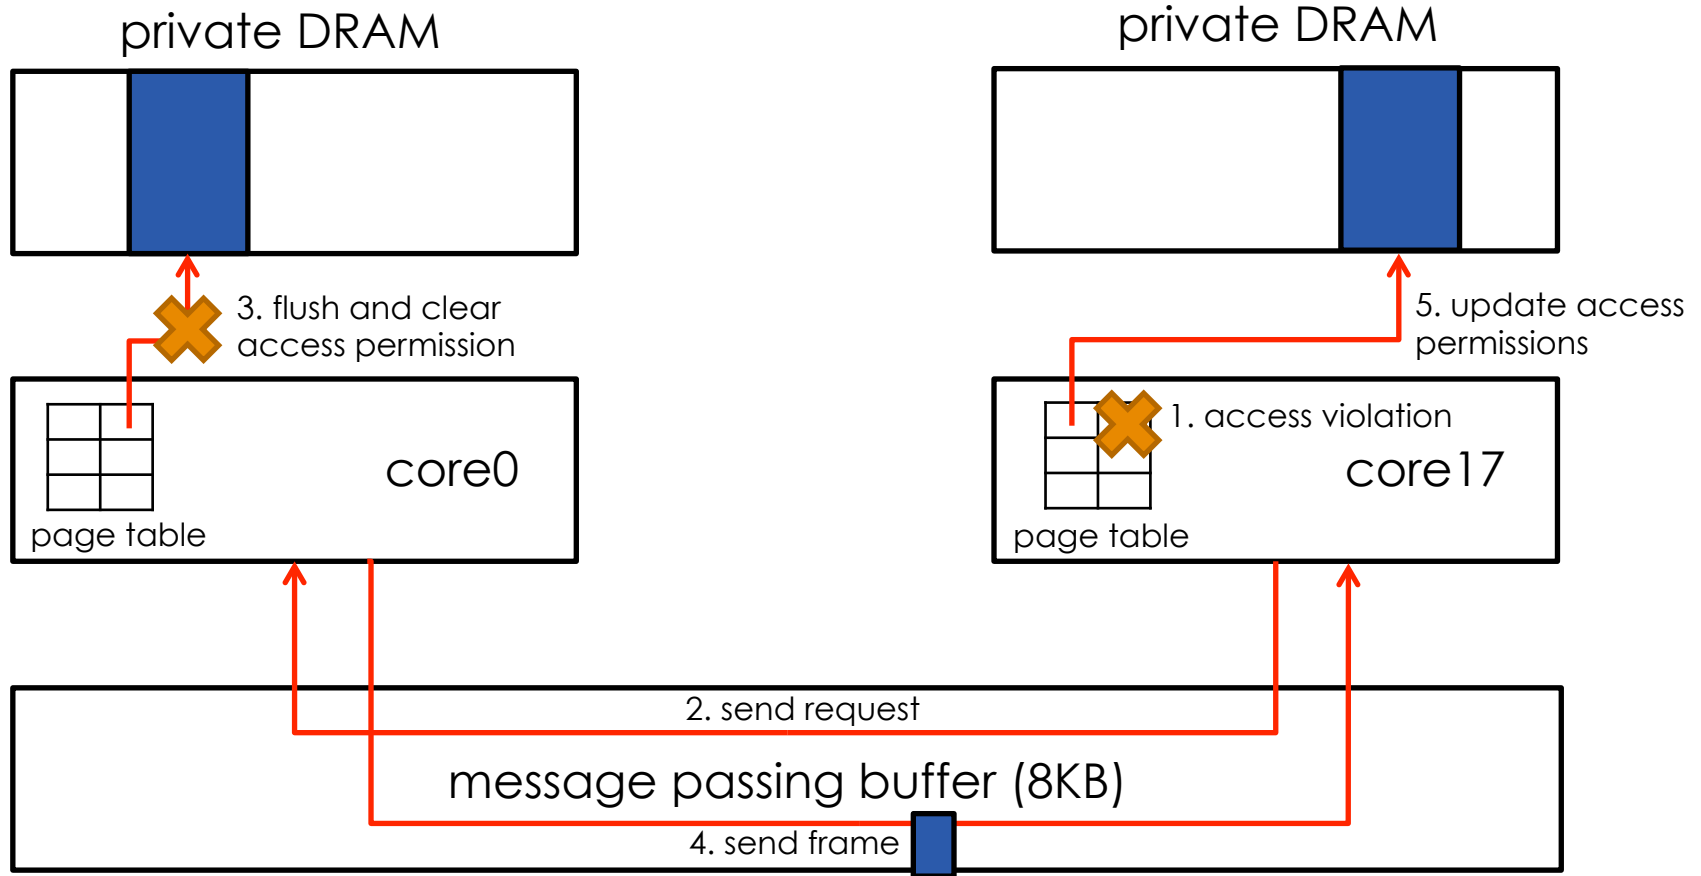 private DRAM
private DRAM
3. flush and clear
access permission
5. update access
permissions
1. access violation
core0
core17
page table
page table
2. send request
message passing buffer (8KB)
4. send frame